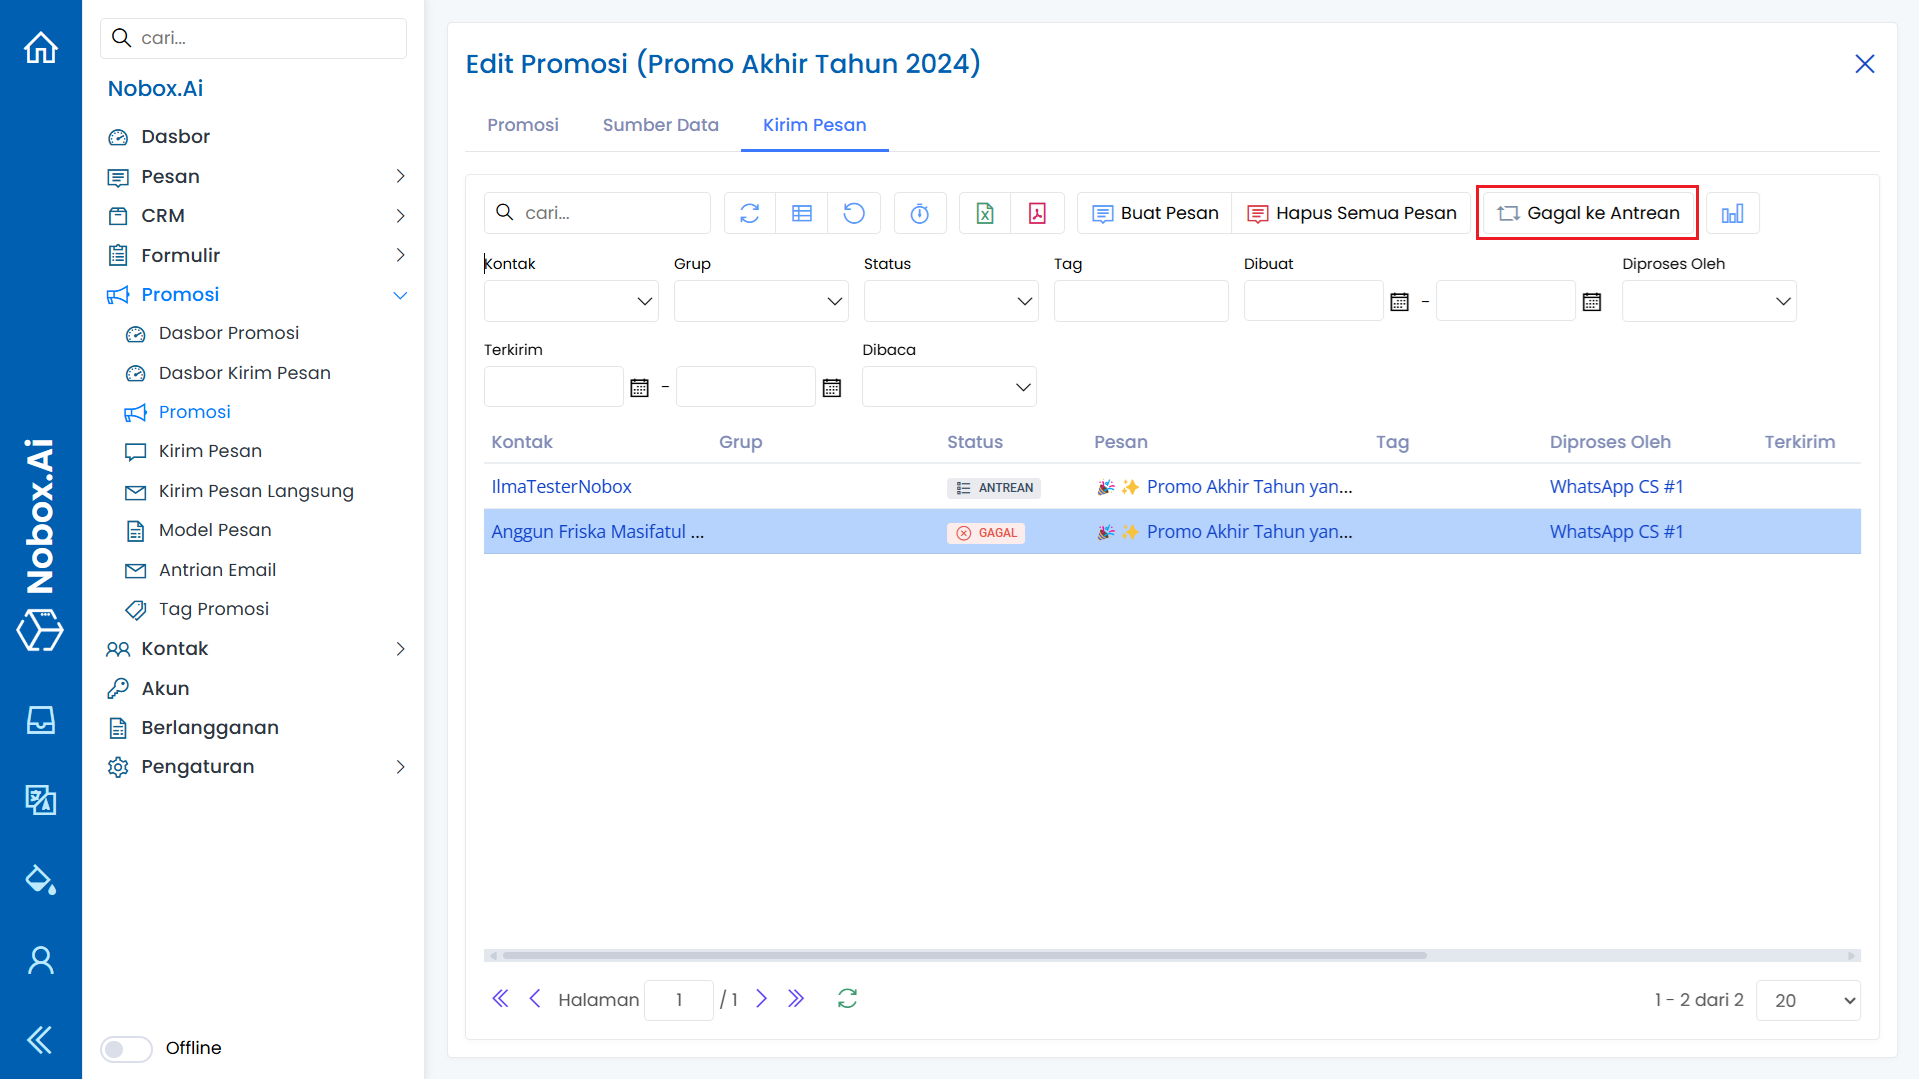 cari...
Nobox.Ai
Dasbor
Pesan
CRM
Formulir
Promosi
Dasbor Promosi
Dasbor Kirim Pesan
Promosi
Kirim Pesan
Kirim Pesan Langsung
Model Pesan
Antrian Email
Tag Promosi
Kontak
Akun
Berlangganan
Pengaturan
Offline
Nobox.Ai
Edit Promosi (Promo Akhir Tahun 2024)
Promosi Sumber Data Kirim Pesan
cari... Buat Pesan Hapus Semua Pesan Gagal ke Antrean
Kontak Grup Status Tag Dibuat Diproses Oleh
-
Terkirim Dibaca
-
Kontak Grup Status Pesan Tag Diproses Oleh Terkirim
IlmaTesterNobox ANTREAN 🎉 ✨ Promo Akhir Tahun yan... WhatsApp CS #1
Anggun Friska Masifatul ... GAGAL 🎉 ✨ Promo Akhir Tahun yan... WhatsApp CS #1
Halaman 1 / 1 1 - 2 dari 2 20